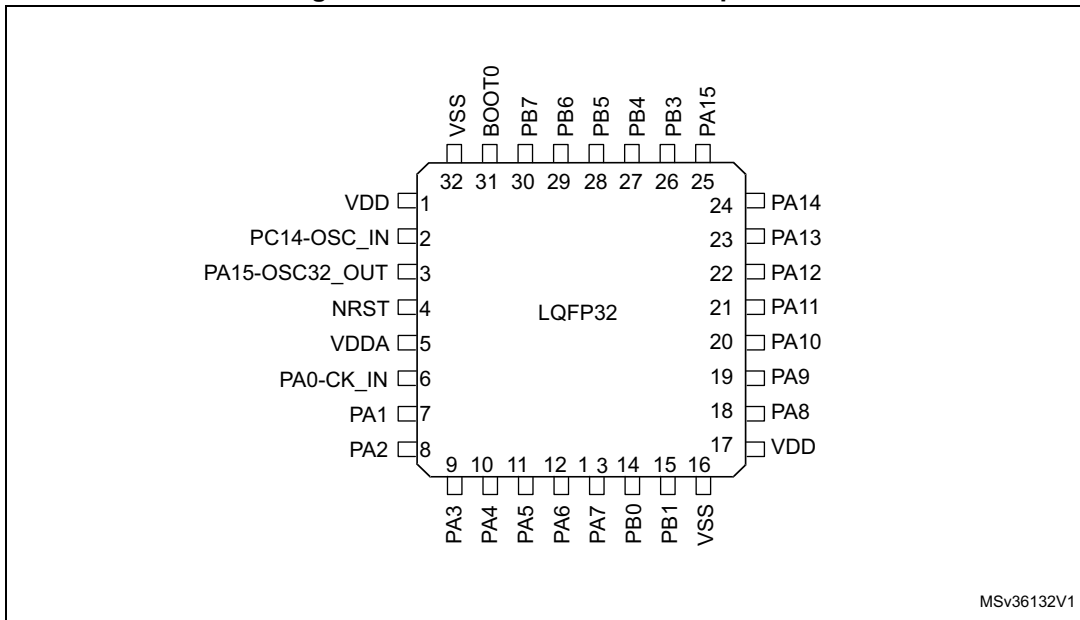 VSS
BOOT0
PB7
PB6
PB5
PB4
PB3
PA15
32 31 30 29 28 27 26 25
VDD 1
PC14-OSC_IN 2
PA15-OSC32_OUT 3
NRST 4
VDDA 5
PA0-CK_IN 6
PA1 7
PA2 8
LQFP32
24 PA14
23 PA13
22 PA12
21 PA11
20 PA10
19 PA9
18 PA8
17 VDD
9 10 11 12 1 3 14 15 16
PA3
PA4
PA5
PA6
PA7
PB0
PB1
VSS
MSv36132V1